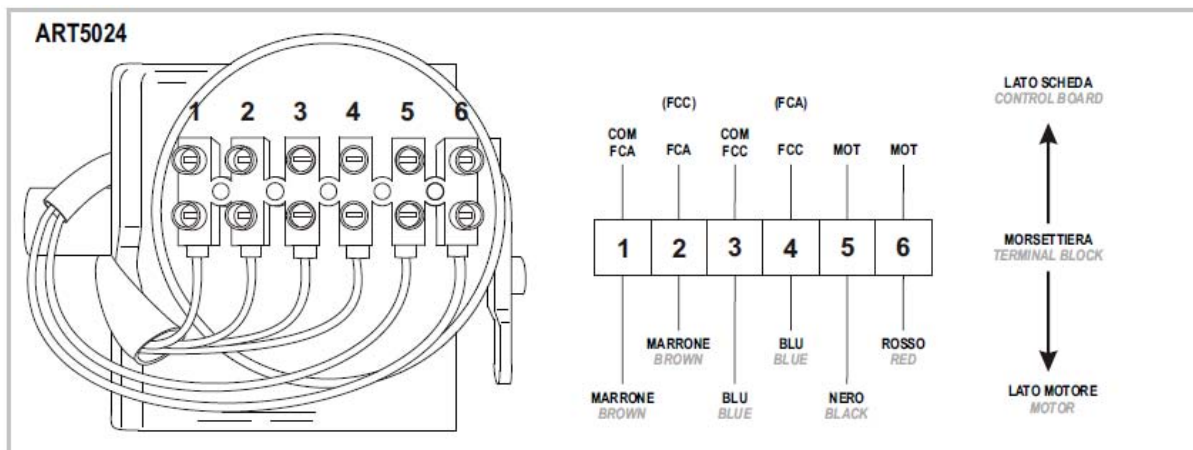 ART5024
1 2 3 4 5 6
(FCC) (FCA)
COM FCA
FCA
COM FCC
FCC
MOT
MOT
1 2 3 4 5 6
MARRONE
BROWN
BLU
BLUE
ROSSO
RED
MARRONE
BROWN
BLU
BLUE
NERO
BLACK
LATO SCHEDA
CONTROL BOARD
MORSETTIERA
TERMINAL BLOCK
LATO MOTORE
MOTOR